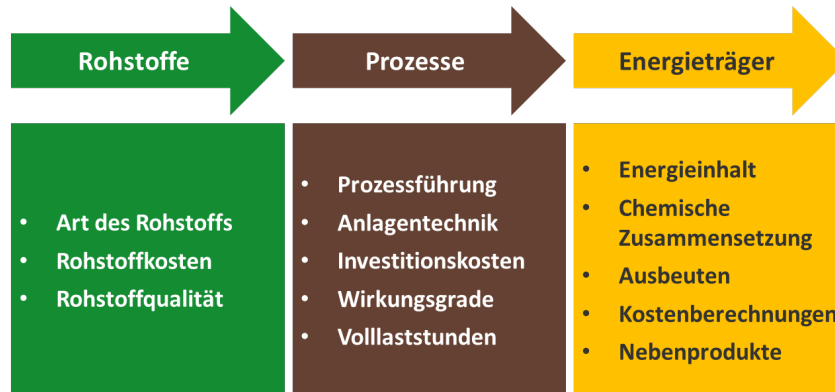 Rohstoffe
Prozesse
Energieträger
• Art des Rohstoffs
• Rohstoffkosten
• Rohstoffqualität
• Prozessführung
• Anlagentechnik
• Investitionskosten
• Wirkungsgrade
• Volllaststunden
• Energieinhalt
• Chemische
Zusammensetzung
• Ausbeuten
• Kostenberechnungen
• Nebenprodukte